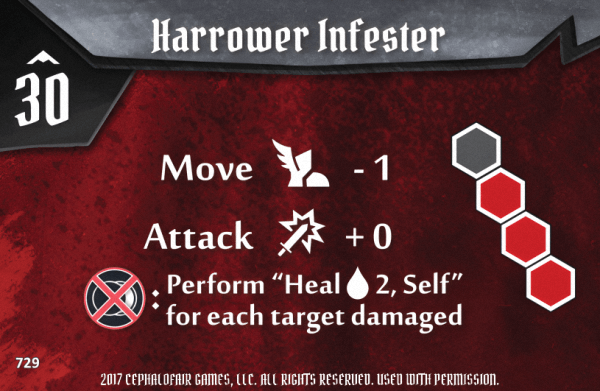 Harrower Infester
30
Move - 1
Attack + 0
: Perform “Heal 2, Self”
for each target damaged
729
2017 CEPHALOFAIR GAMES, LLC. ALL RIGHTS RESERVED. USED WITH PERMISSION.